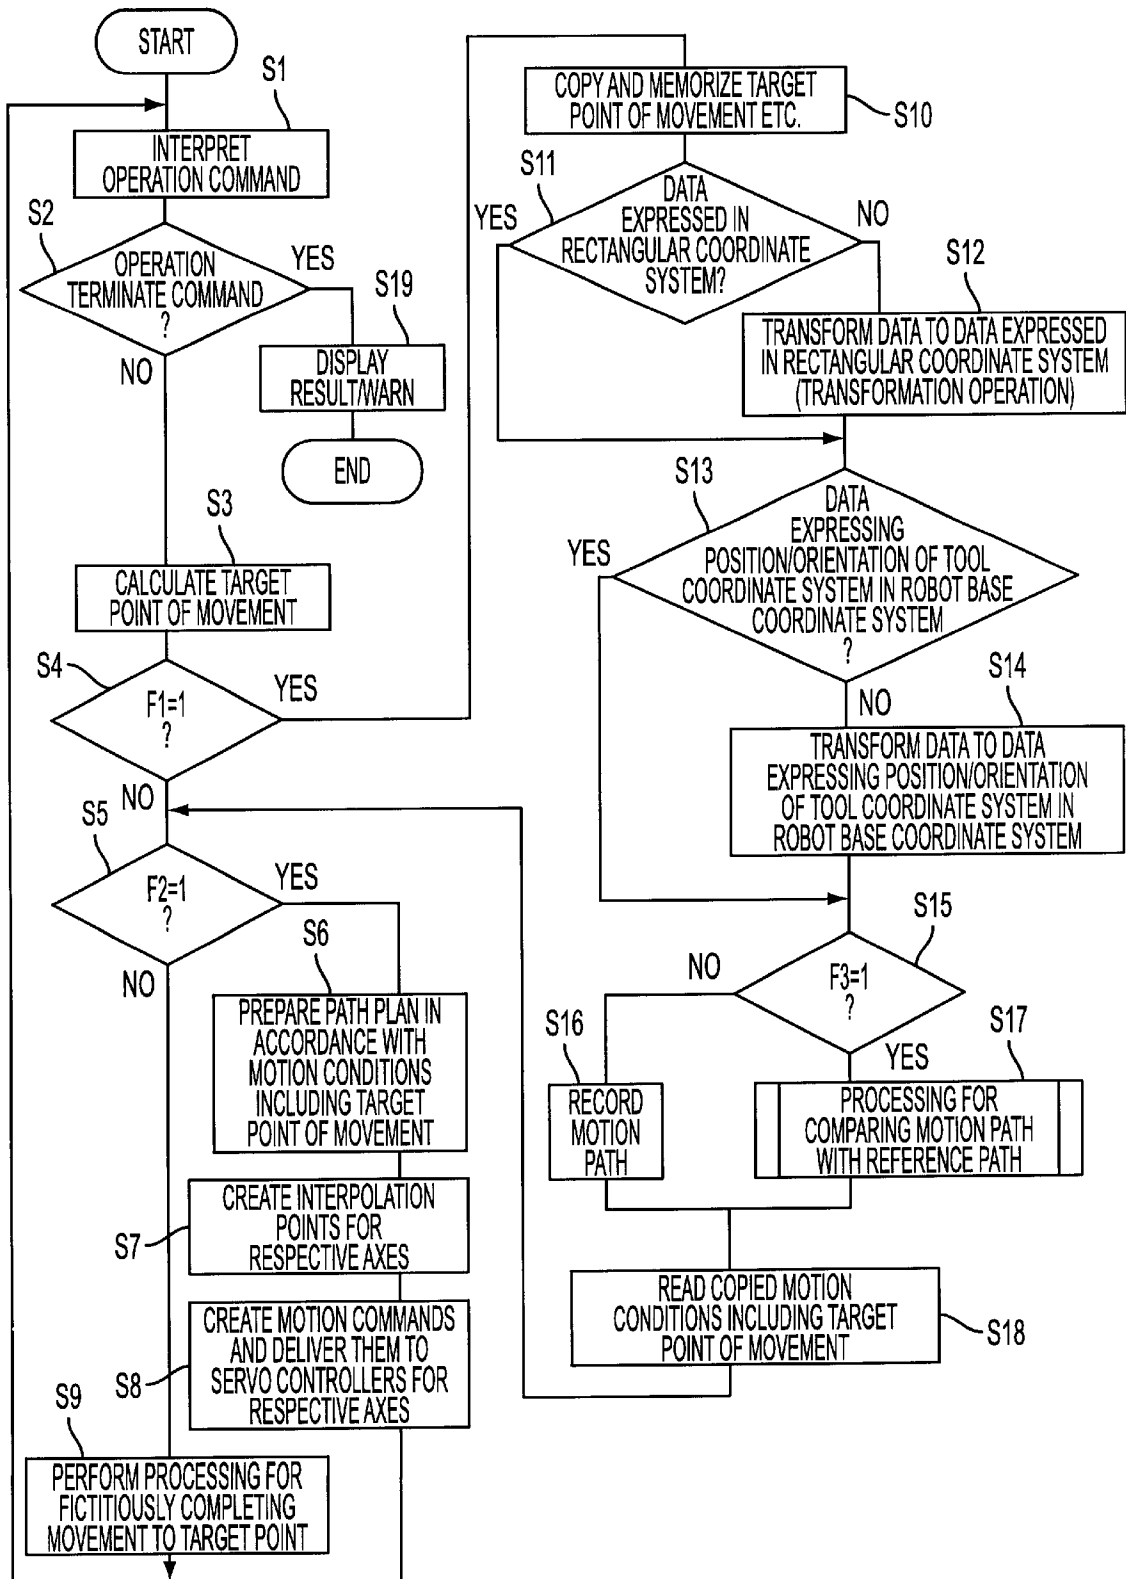 START
S1
INTERPRET
OPERATION COMMAND
S2
OPERATION
TERMINATE COMMAND
?
YES
NO
S19
DISPLAY
RESULT/WARN
END
S3
CALCULATE TARGET
POINT OF MOVEMENT
S4
F1=1
?
YES
NO
S5
F2=1
?
YES
NO
S6
PREPARE PATH PLAN IN
ACCORDANCE WITH
MOTION CONDITIONS
INCLUDING TARGET
POINT OF MOVEMENT
S7
CREATE INTERPOLATION
POINTS FOR
RESPECTIVE AXES
S8
CREATE MOTION COMMANDS
AND DELIVER THEM TO
SERVO CONTROLLERS FOR
RESPECTIVE AXES
S9
PERFORM PROCESSING FOR
FICTITIOUSLY COMPLETING
MOVEMENT TO TARGET POINT
COPY AND MEMORIZE TARGET
POINT OF MOVEMENT ETC.
S10
S11
DATA
EXPRESSED IN
RECTANGULAR COORDINATE
SYSTEM?
YES
NO
S12
TRANSFORM DATA TO DATA EXPRESSED
IN RECTANGULAR COORDINATE SYSTEM
(TRANSFORMATION OPERATION)
S13
DATA
EXPRESSING
POSITION/ORIENTATION OF TOOL
COORDINATE SYSTEM IN ROBOT BASE
COORDINATE SYSTEM
?
YES
NO
S14
TRANSFORM DATA TO DATA
EXPRESSING POSITION/ORIENTATION
OF TOOL COORDINATE SYSTEM IN
ROBOT BASE COORDINATE SYSTEM
S15
F3=1
?
NO
YES
S16
RECORD
MOTION
PATH
S17
PROCESSING FOR
COMPARING MOTION PATH
WITH REFERENCE PATH
READ COPIED MOTION
CONDITIONS INCLUDING TARGET
POINT OF MOVEMENT
S18